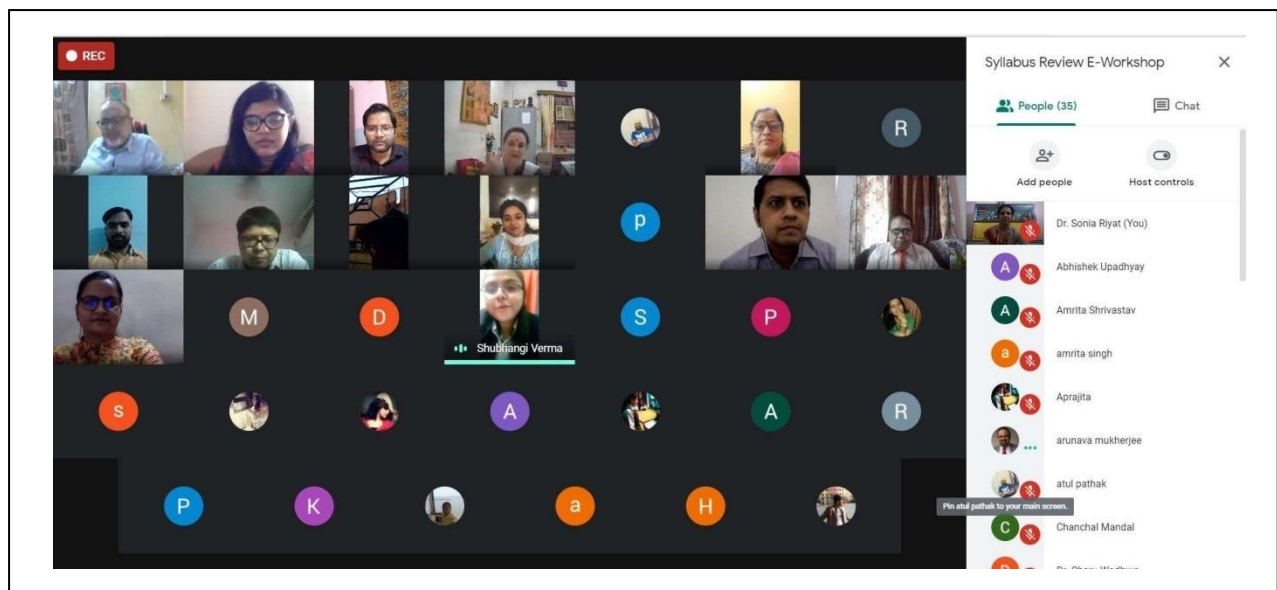 REC
Syllabus Review E-Workshop
People (35)
Chat
Add people
Host controls
R
P
Dr. Sonia Riyat (You)
A
Abhishek Upadhyay
A
Amrita Shrivastav
M
D
Shubhangi Verma
S
P
a
amrita singh
Aprajita
s
A
A
R
arunava mukherjee
atul pathak
Pin atul pathak to your main screen.
P
K
a
H
C
Chanchal Mandal